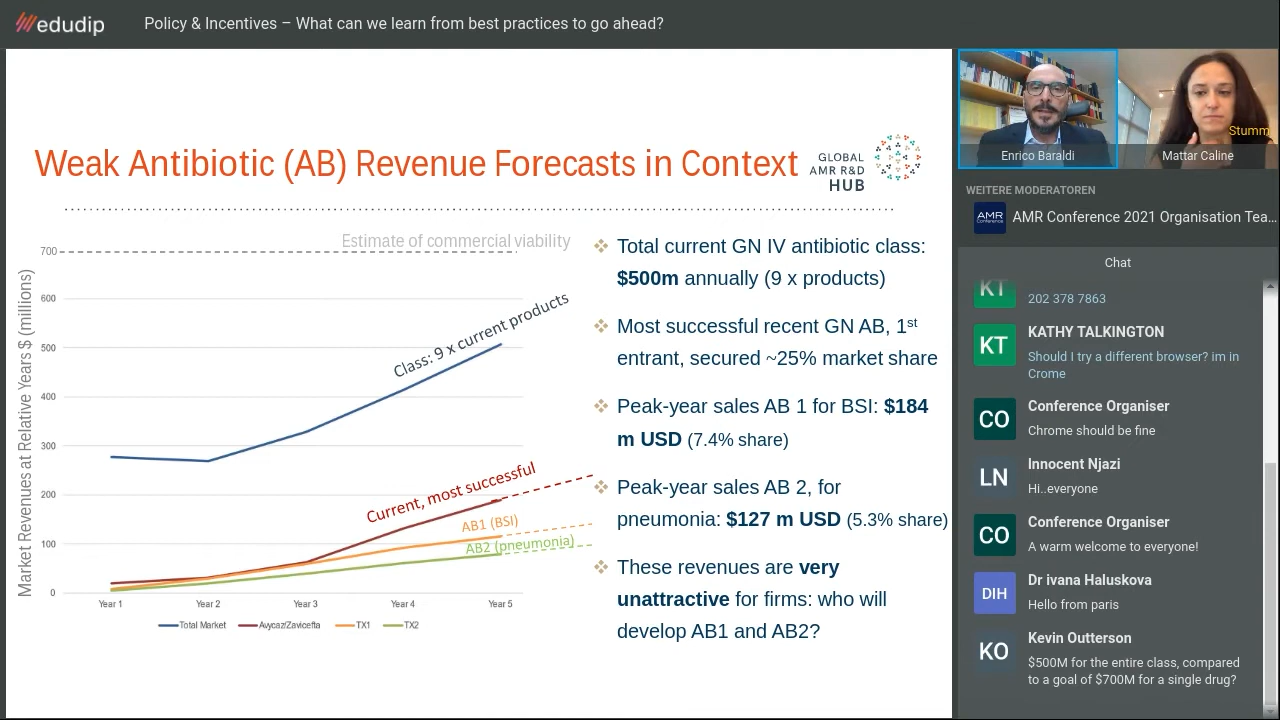 edudip
Policy & Incentives – What can we learn from best practices to go ahead?
Weak Antibiotic (AB) Revenue Forecasts in Context
GLOBAL
AMR R&D
HUB
Estimate of commercial viability
Market Revenues at Relative Years $ (millions)
700
600
500
400
300
200
100
0
Class: 9 x current products
Current, most successful
AB1 (BSI)
AB2 (pneumonia)
Year 1
Year 2
Year 3
Year 4
Year 5
Total Market
Avycaz/Zavicefta
TX1
TX2
❖ Total current GN IV antibiotic class:
$500m annually (9 x products)
❖ Most successful recent GN AB, 1st
entrant, secured ~25% market share
❖ Peak-year sales AB 1 for BSI: $184
m USD (7.4% share)
❖ Peak-year sales AB 2, for
pneumonia: $127 m USD (5.3% share)
❖ These revenues are very
unattractive for firms: who will
develop AB1 and AB2?
Enrico Baraldi
Stumm
Mattar Caline
WEITERE MODERATOREN
AMR
Conference
AMR Conference 2021 Organisation Tea...
Chat
KT
202 378 7863
KT
KATHY TALKINGTON
Should I try a different browser? im in
Crome
CO
Conference Organiser
Chrome should be fine
LN
Innocent Njazi
Hi..everyone
CO
Conference Organiser
A warm welcome to everyone!
DIH
Dr ivana Haluskova
Hello from paris
KO
Kevin Outterson
$500M for the entire class, compared
to a goal of $700M for a single drug?